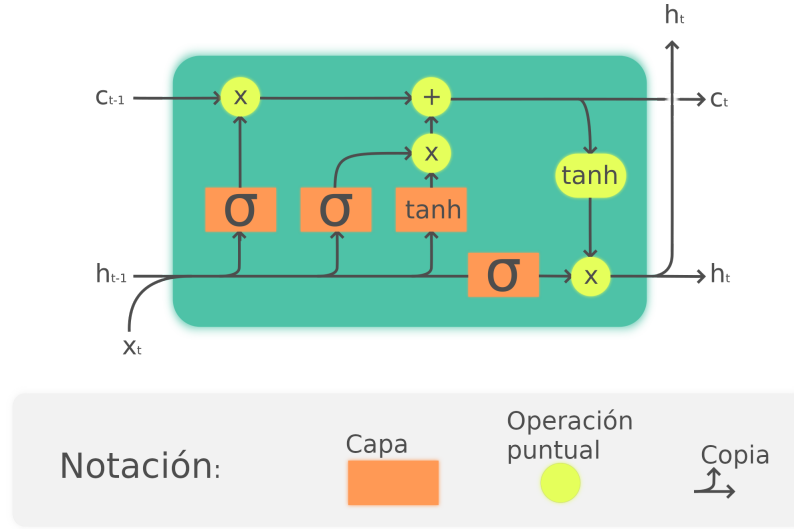 hₜ
cₜ₋₁
x
+
cₜ
x
tanh
σ
σ
tanh
hₜ₋₁
σ
x
hₜ
xₜ
Operación
puntual
Capa
Copia
Notación: